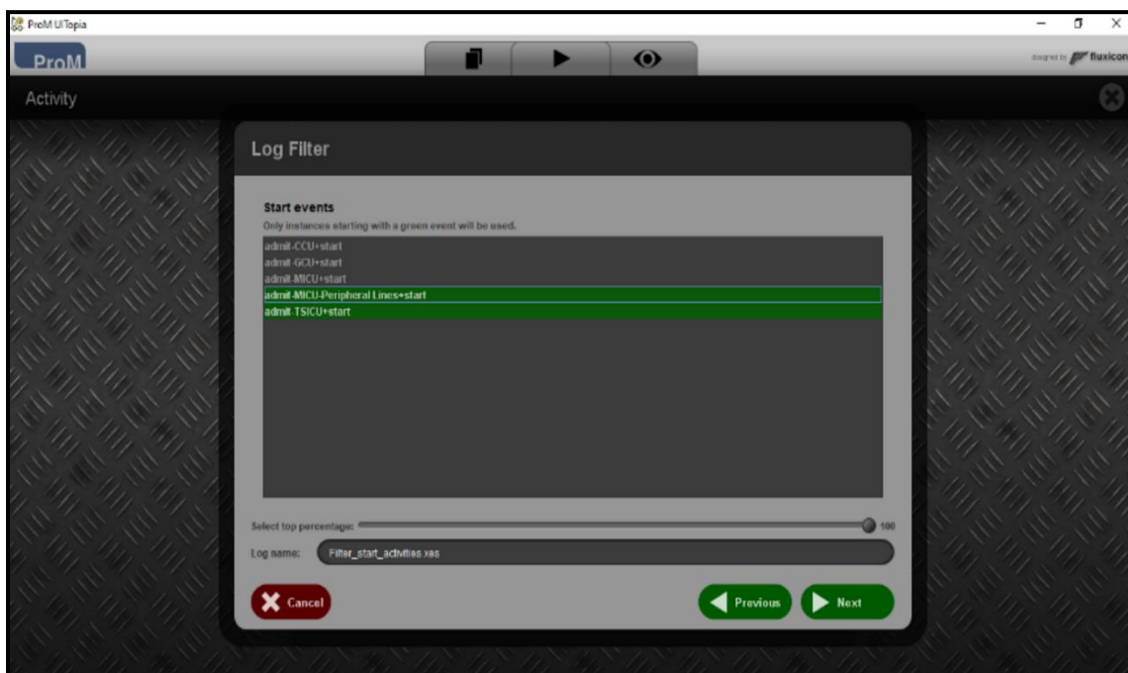 ProM UITopia
ProM
designed by fluxicon
Activity
Log Filter
Start events
Only instances starting with a green event will be used.
admit-CCU+start
admit-GCU+start
admit-MICU+start
admit-MICU-Peripheral Lines+start
admit-TSICU+start
Select top percentage: 100
Log name: Filter_start_activities.xes
Cancel Previous Next